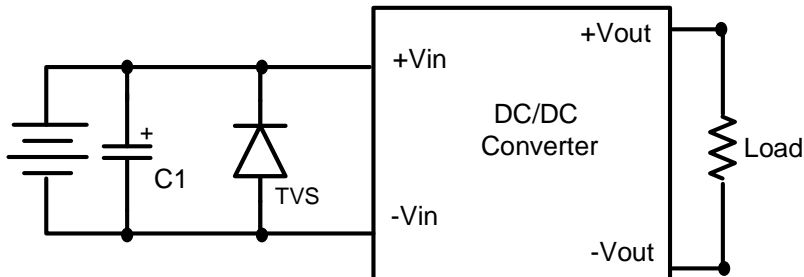 +Vin
+Vout
DC/DC
Converter
+
C1
TVS
Load
-Vin
-Vout